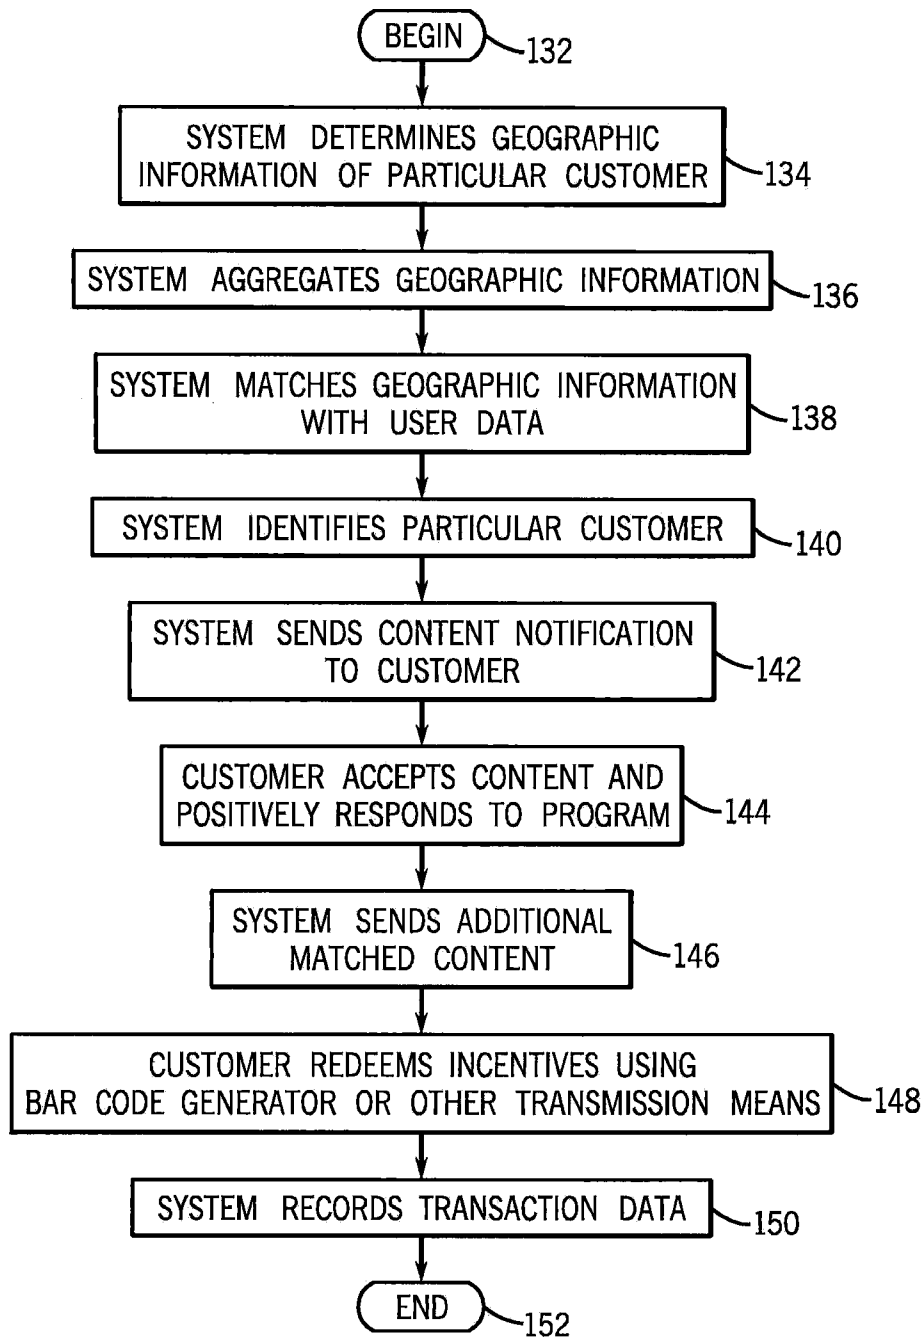 BEGIN
132
SYSTEM DETERMINES GEOGRAPHIC
INFORMATION OF PARTICULAR CUSTOMER
134
SYSTEM AGGREGATES GEOGRAPHIC INFORMATION
136
SYSTEM MATCHES GEOGRAPHIC INFORMATION
WITH USER DATA
138
SYSTEM IDENTIFIES PARTICULAR CUSTOMER
140
SYSTEM SENDS CONTENT NOTIFICATION
TO CUSTOMER
142
CUSTOMER ACCEPTS CONTENT AND
POSITIVELY RESPONDS TO PROGRAM
144
SYSTEM SENDS ADDITIONAL
MATCHED CONTENT
146
CUSTOMER REDEEMS INCENTIVES USING
BAR CODE GENERATOR OR OTHER TRANSMISSION MEANS
148
SYSTEM RECORDS TRANSACTION DATA
150
END
152